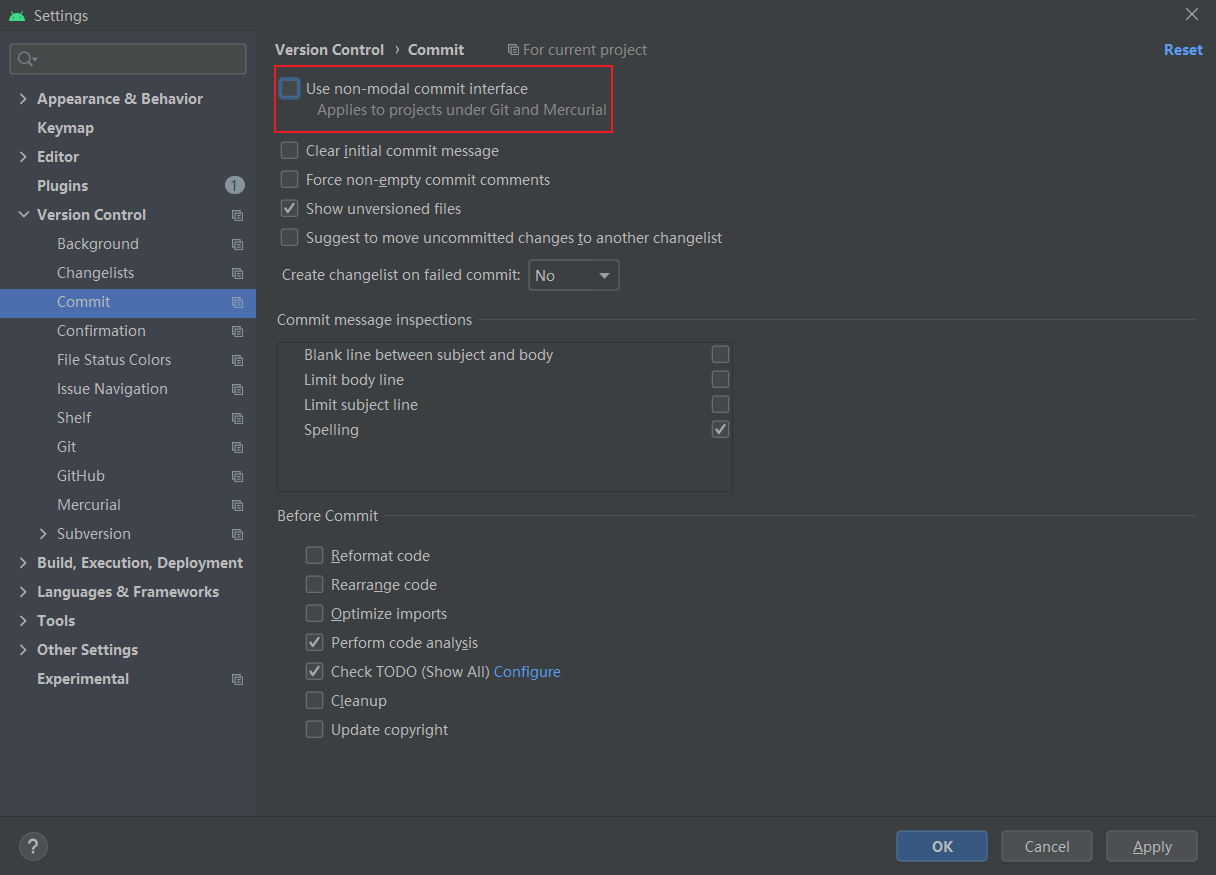 Settings
Version Control › Commit For current project Reset
Use non-modal commit interface
Applies to projects under Git and Mercurial
Clear initial commit message
Force non-empty commit comments
Show unversioned files
Suggest to move uncommitted changes to another changelist
Create changelist on failed commit: No
Commit message inspections
Blank line between subject and body
Limit body line
Limit subject line
Spelling
Before Commit
Reformat code
Rearrange code
Optimize imports
Perform code analysis
Check TODO (Show All) Configure
Cleanup
Update copyright
Appearance & Behavior
Keymap
Editor
Plugins 1
Version Control
Background
Changelists
Commit
Confirmation
File Status Colors
Issue Navigation
Shelf
Git
GitHub
Mercurial
Subversion
Build, Execution, Deployment
Languages & Frameworks
Tools
Other Settings
Experimental
? OK Cancel Apply